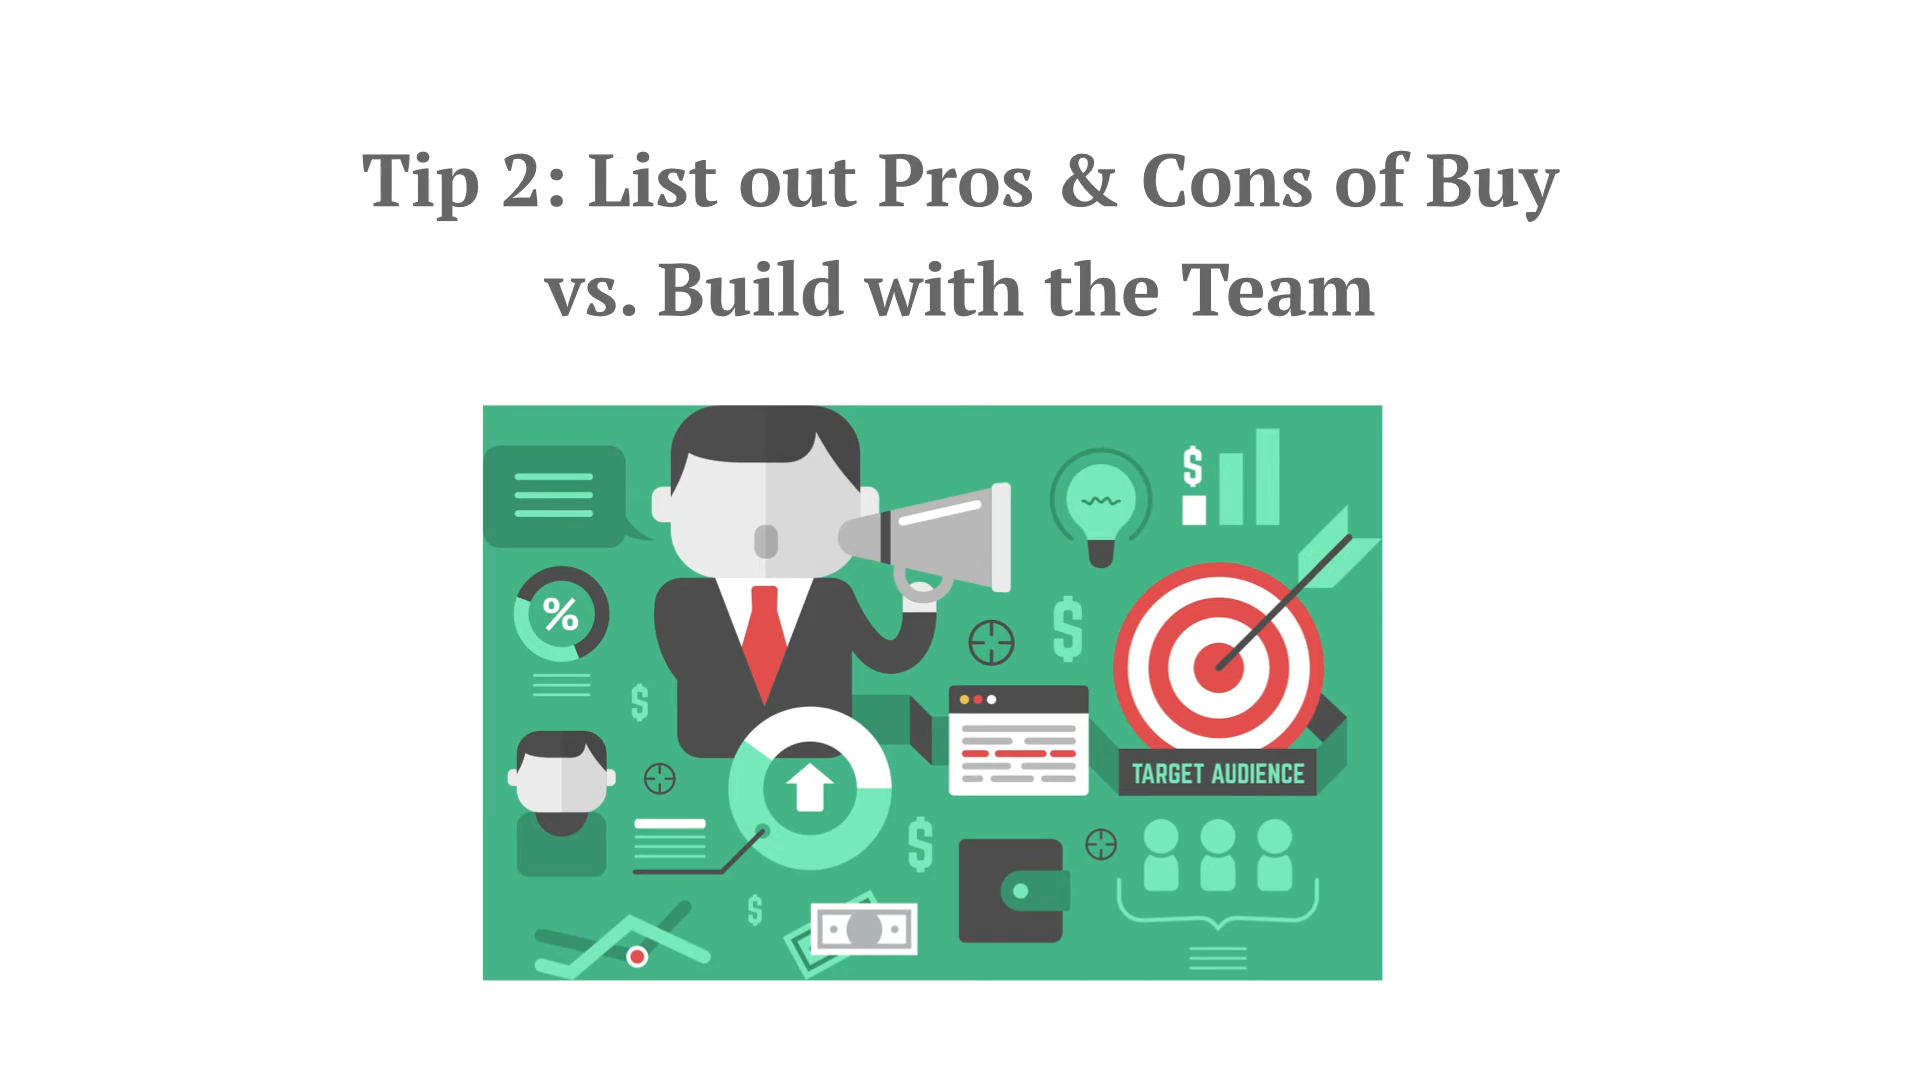 Tip 2: List out Pros & Cons of Buy
vs. Build with the Team
$
%
$
$
TARGET AUDIENCE
$
$